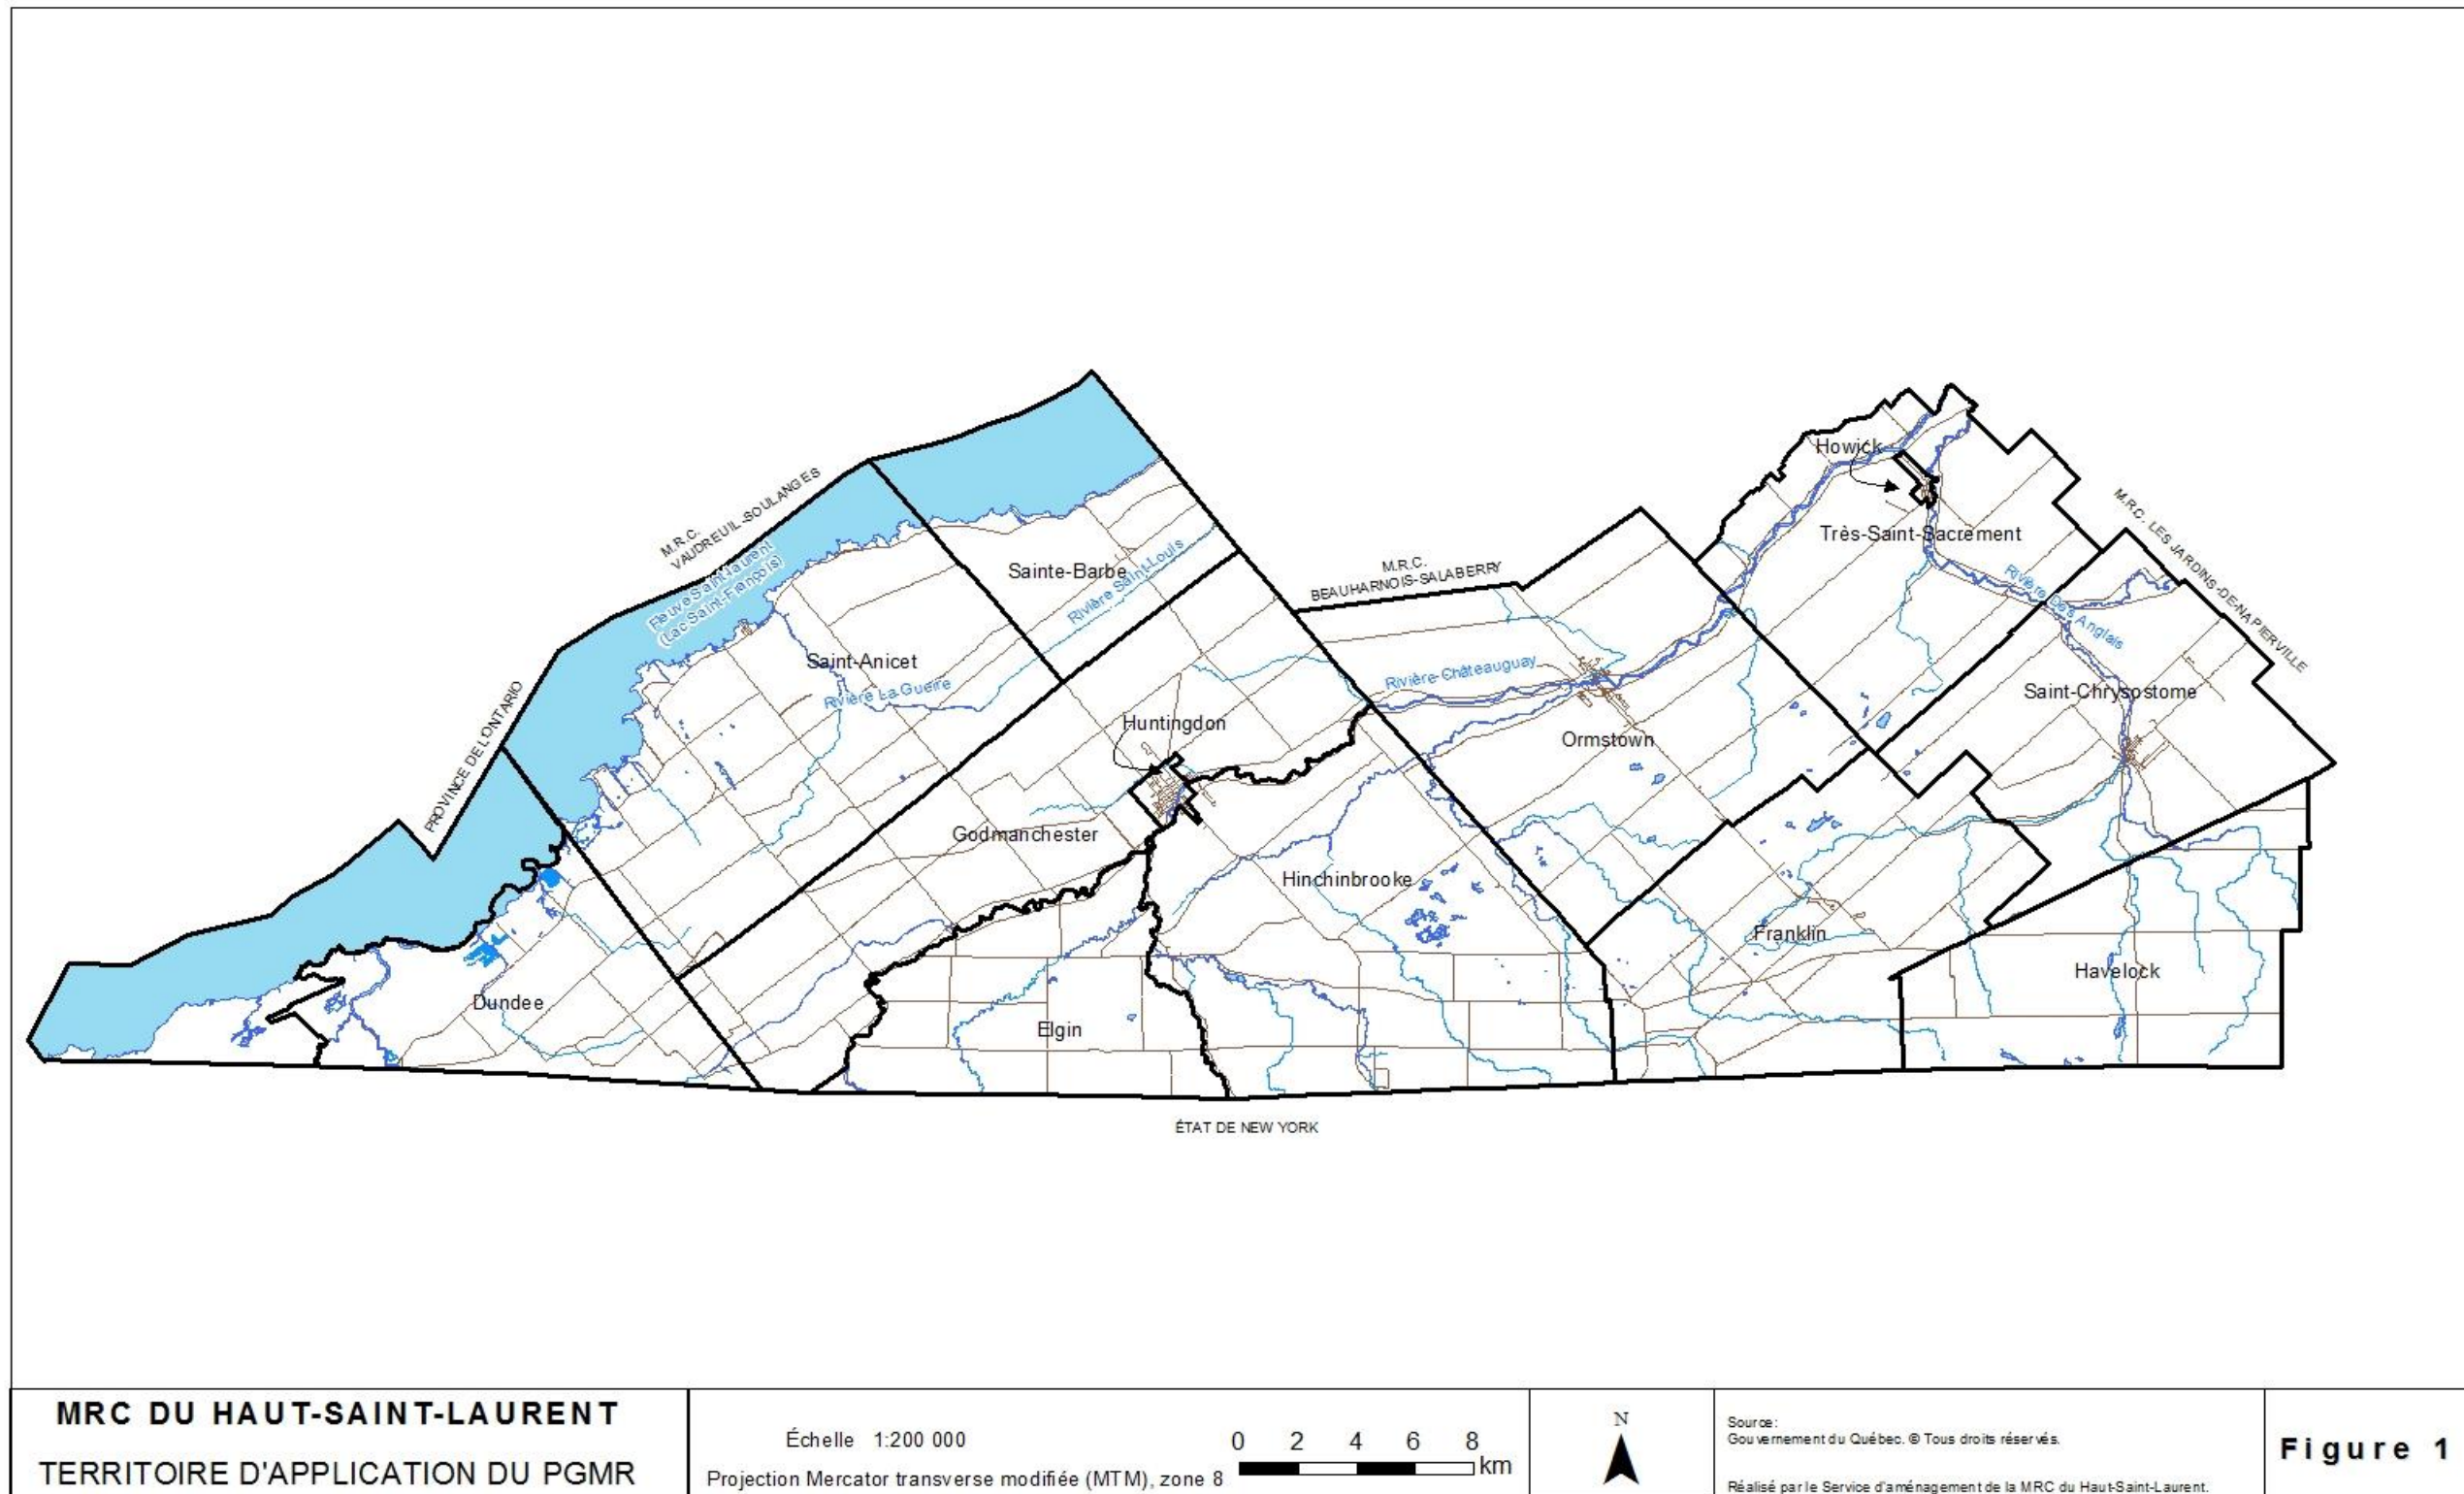 Howick
M.R.C.
VAUDREUIL-SOULANGES
M.R.C. LES JARDINS-DE-NAPIERVILLE
Très-Saint-Sacrement
Fleuve Saint-laurent
(Lac Saint-François)
Sainte-Barbe
Rivière Saint-Louis
M.R.C.
BEAUHARNOIS-SALABERRY
Rivière Des Anglais
Saint-Anicet
Rivière La Guerre
Rivière Châteauguay
Saint-Chrysostome
PROVINCE DE L'ONTARIO
Huntingdon
Ormstown
Godmanchester
Hinchinbrooke
Franklin
Havelock
Dundee
Elgin
ÉTAT DE NEW YORK
MRC DU HAUT-SAINT-LAURENT
TERRITOIRE D'APPLICATION DU PGMR
Échelle 1:200 000
Projection Mercator transverse modifiée (MTM), zone 8
0 2 4 6 8
km
N
Source:
Gouvernement du Québec. © Tous droits réservés.
Réalisé par le Service d'aménagement de la MRC du Haut-Saint-Laurent.
Figure 1